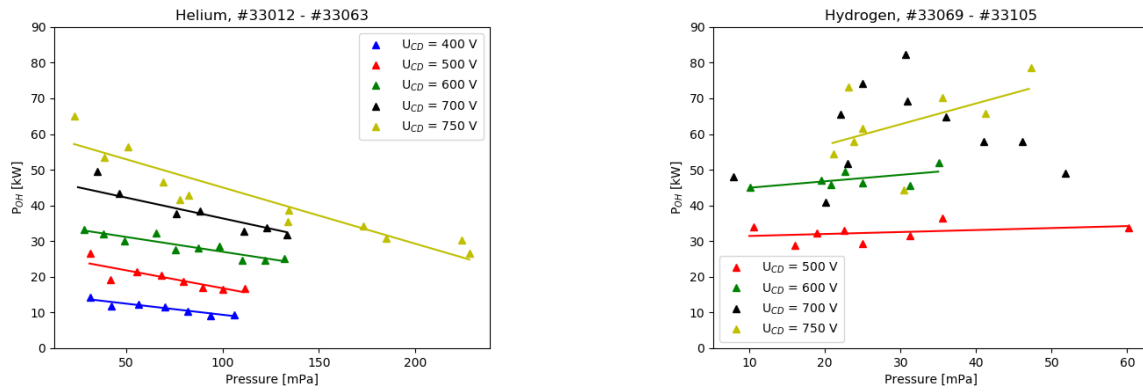 Helium, #33012 - #33063
90
80
70
60
50
40
30
20
10
0
P_OH [kW]
U_CD = 400 V
U_CD = 500 V
U_CD = 600 V
U_CD = 700 V
U_CD = 750 V
50
100
150
200
Pressure [mPa]
Hydrogen, #33069 - #33105
90
80
70
60
50
40
30
20
10
0
P_OH [kW]
U_CD = 500 V
U_CD = 600 V
U_CD = 700 V
U_CD = 750 V
10
20
30
40
50
60
Pressure [mPa]